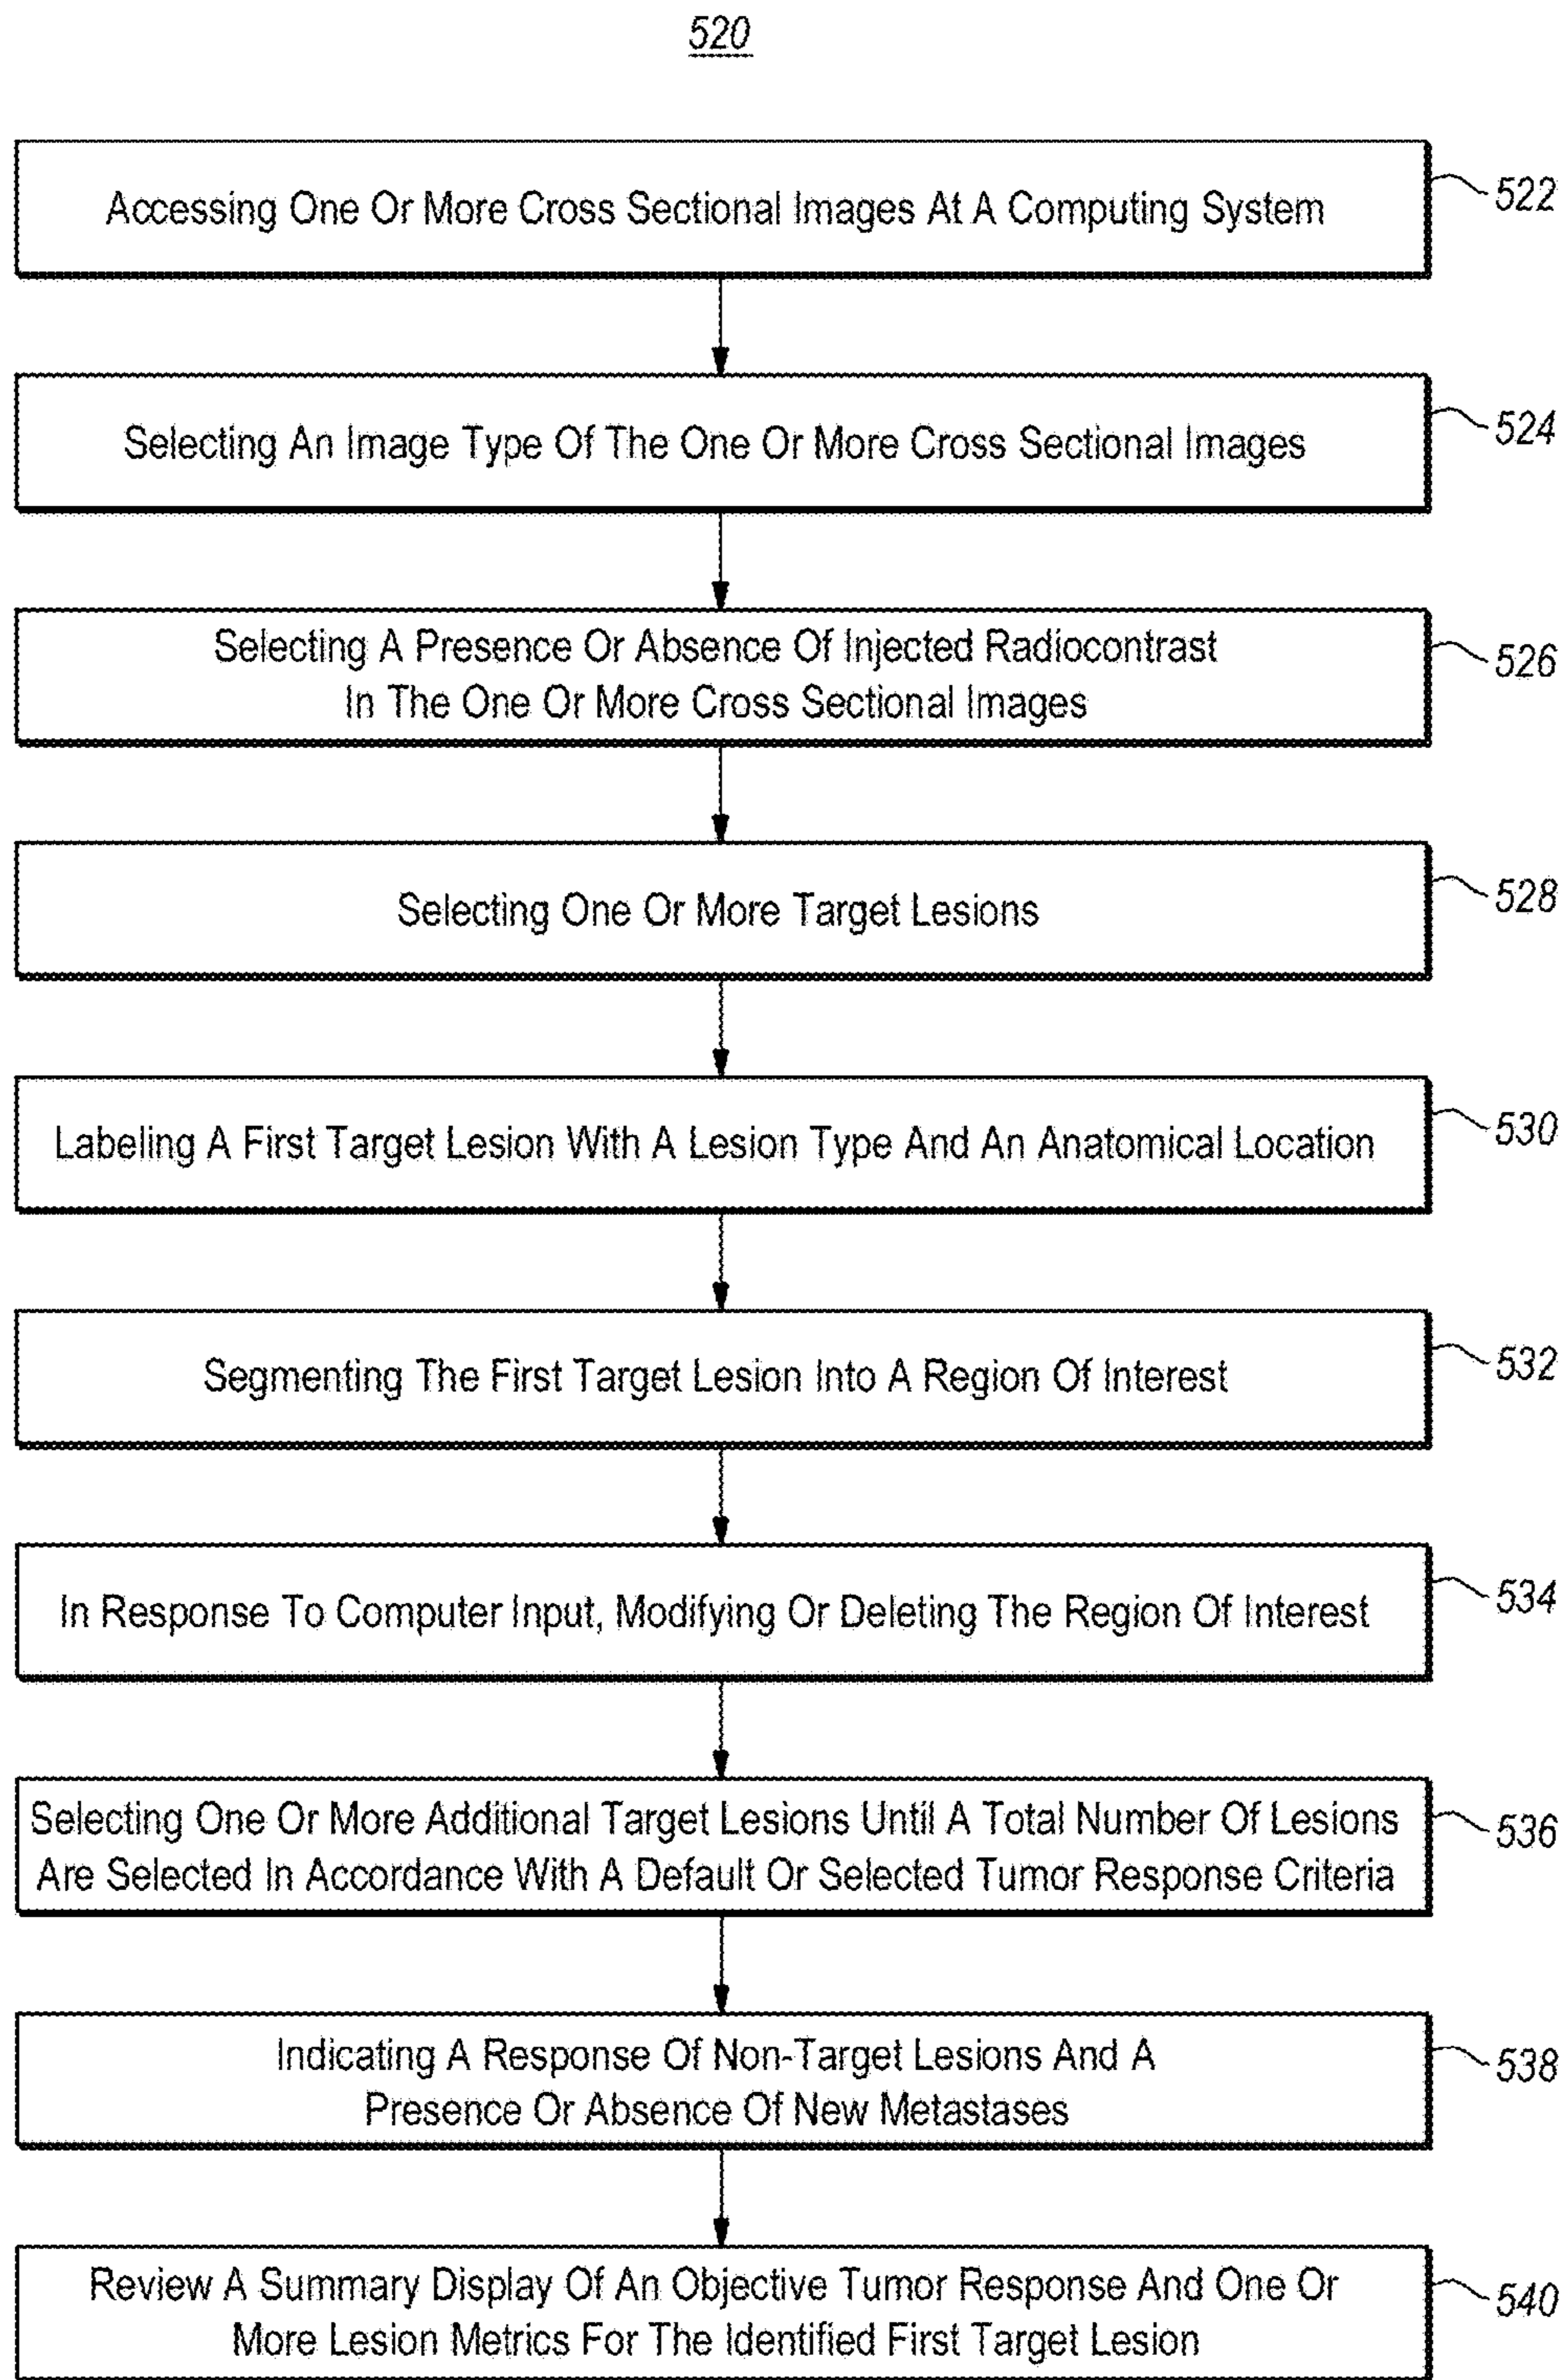 520
Accessing One Or More Cross Sectional Images At A Computing System
522
Selecting An Image Type Of The One Or More Cross Sectional Images
524
Selecting A Presence Or Absence Of Injected Radiocontrast
In The One Or More Cross Sectional Images
526
Selecting One Or More Target Lesions
528
Labeling A First Target Lesion With A Lesion Type And An Anatomical Location
530
Segmenting The First Target Lesion Into A Region Of Interest
532
In Response To Computer Input, Modifying Or Deleting The Region Of Interest
534
Selecting One Or More Additional Target Lesions Until A Total Number Of Lesions
Are Selected In Accordance With A Default Or Selected Tumor Response Criteria
536
Indicating A Response Of Non-Target Lesions And A
Presence Or Absence Of New Metastases
538
Review A Summary Display Of An Objective Tumor Response And One Or
More Lesion Metrics For The Identified First Target Lesion
540